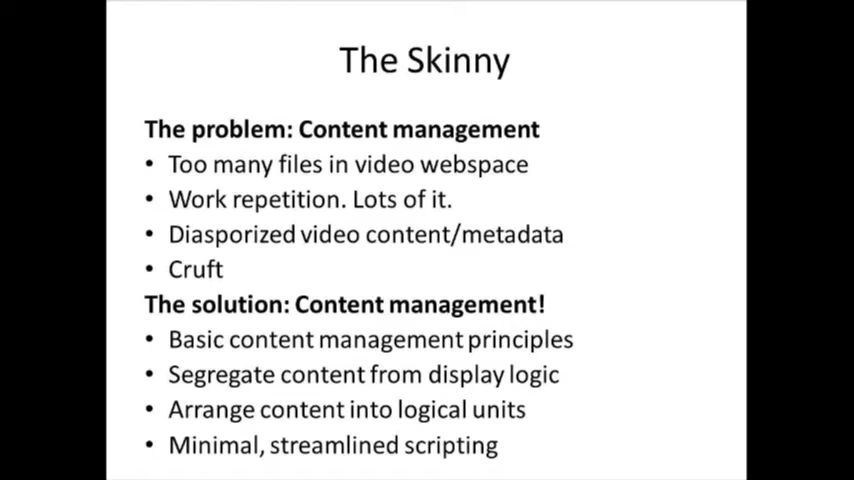 The Skinny
The problem: Content management
• Too many files in video webspace
• Work repetition. Lots of it.
• Diasporized video content/metadata
• Cruft
The solution: Content management!
• Basic content management principles
• Segregate content from display logic
• Arrange content into logical units
• Minimal, streamlined scripting